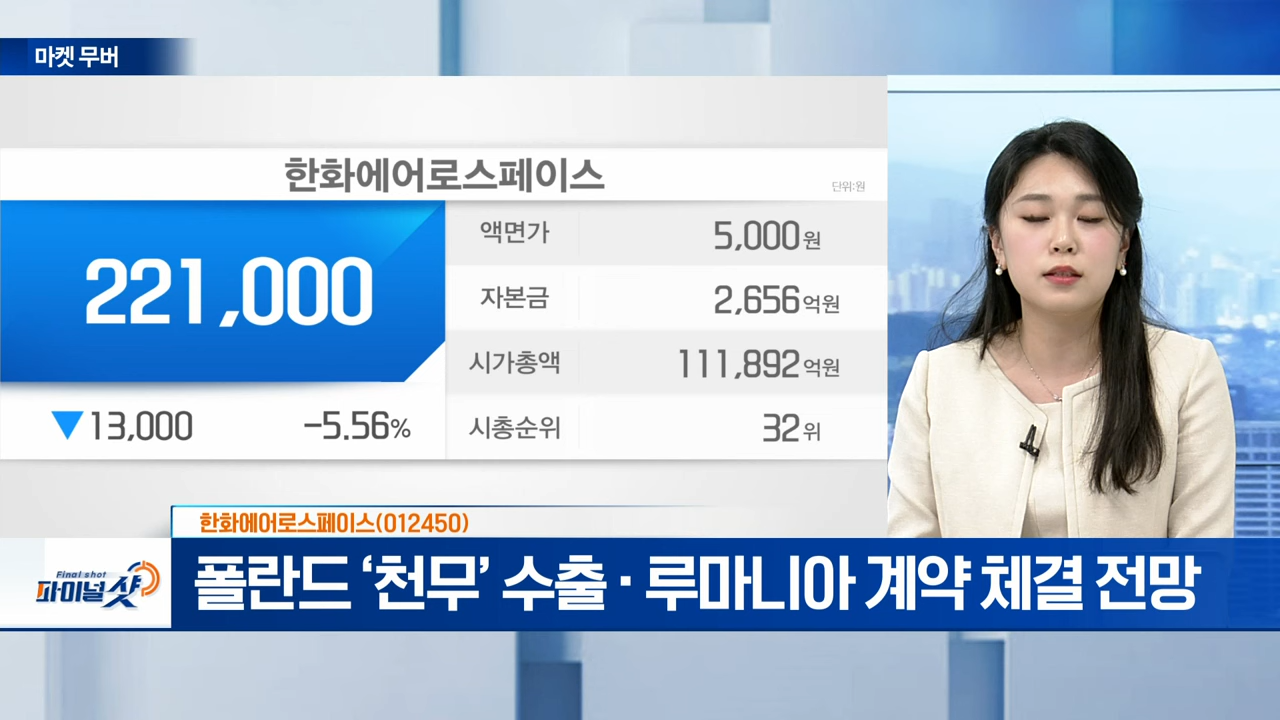 마켓 무버
한화에어로스페이스
단위:원
221,000
▼13,000 -5.56%
액면가 5,000원
자본금 2,656억원
시가총액 111,892억원
시총순위 32위
한화에어로스페이스(012450)
Final shot
파이널샷
폴란드 ‘천무’ 수출·루마니아 계약 체결 전망